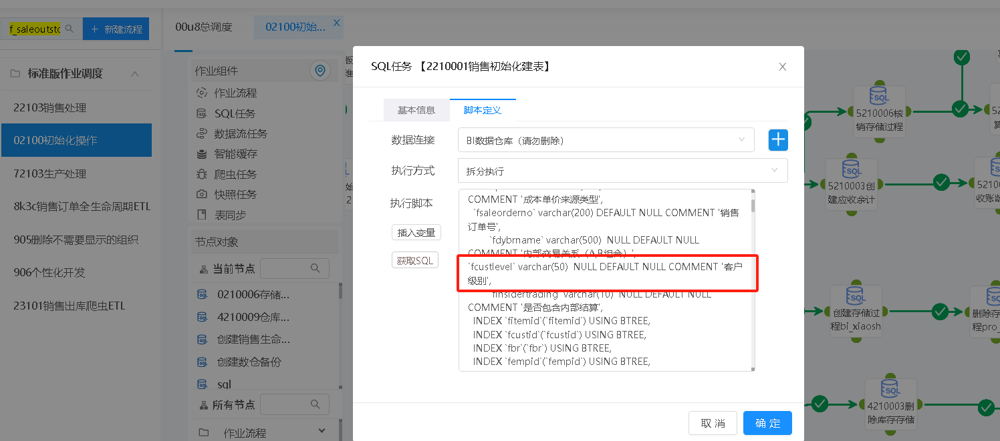 f_saleoutsto
新建流程
00u8总调度
02100初始...
标准版作业调度
22103销售处理
02100初始化操作
72103生产处理
8k3c销售订单全生命周期ETL
905删除不需要显示的组织
906个性化开发
23101销售出库爬虫ETL
作业组件
作业流程
SQL任务
数据流任务
智能缓存
爬虫任务
快照任务
表同步
节点对象
当前节点
0210006存储...
4210009仓库...
创建销售生命...
创建数仓备份
sql
所有节点
作业流程
SQL任务 【2210001销售初始化建表】
基本信息
脚本定义
数据连接
BI数据仓库（请勿删除）
执行方式
拆分执行
执行脚本
插入变量
获取SQL
COMMENT '成本单价来源类型',
`fsaleorderno` varchar(200) DEFAULT NULL COMMENT '销售
订单号',
`fdybrname` varchar(500)  NULL DEFAULT NULL
COMMENT '内部交易关系（A,B组合）',
`fcustlevel` varchar(50)  NULL DEFAULT NULL COMMENT '客户
级别',
`finsidertrading` varchar(10)  NULL DEFAULT NULL
COMMENT '是否包含内部结算',
INDEX `fitemid`(`fitemid`) USING BTREE,
INDEX `fcustid`(`fcustid`) USING BTREE,
INDEX `fbr`(`fbr`) USING BTREE,
INDEX `fempid`(`fempid`) USING BTREE,
取 消
确 定
SQL
5210006核
销存储过程
SQL
5210003创
建应收余计
SQL
52100
收账龄
SQL
创建存储过
程bi_xiaosh
SQL
删除存
程pro_
SQL
4210003删
除库存存储